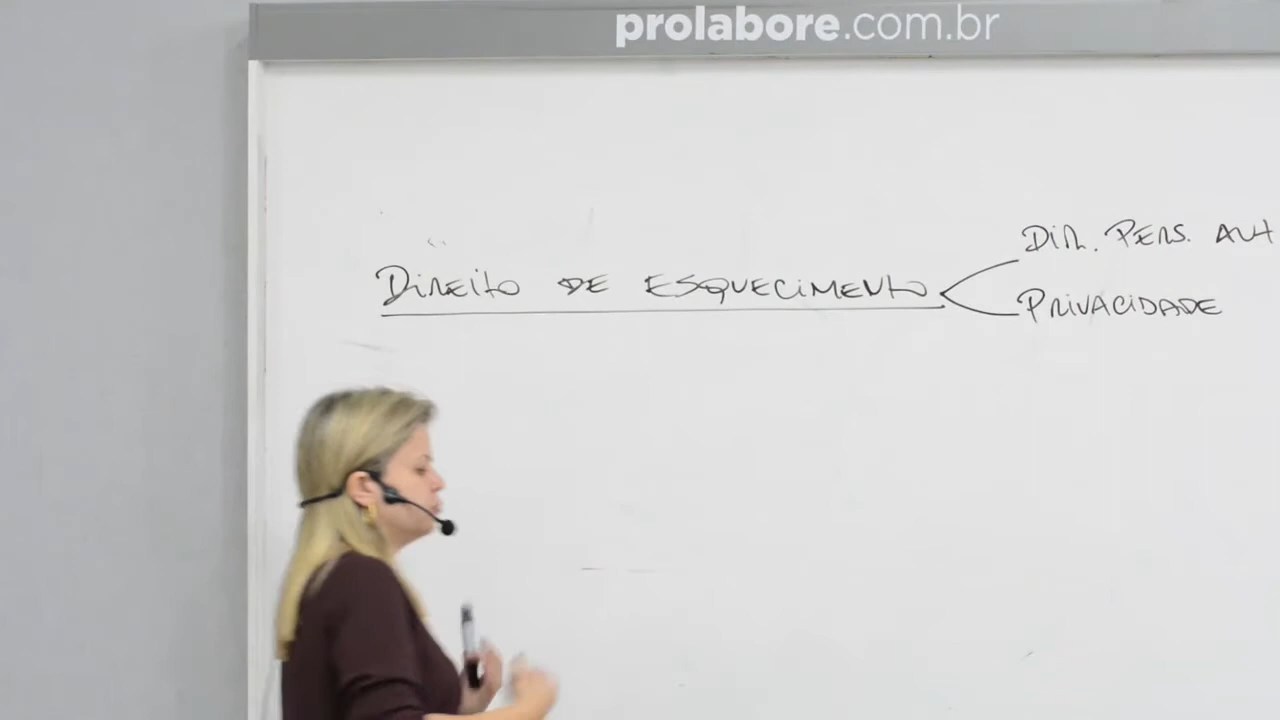 prolabore.com.br
DIR. PERS. AUT
DIREITO DE ESQUECIMENTO
PRIVACIDADE